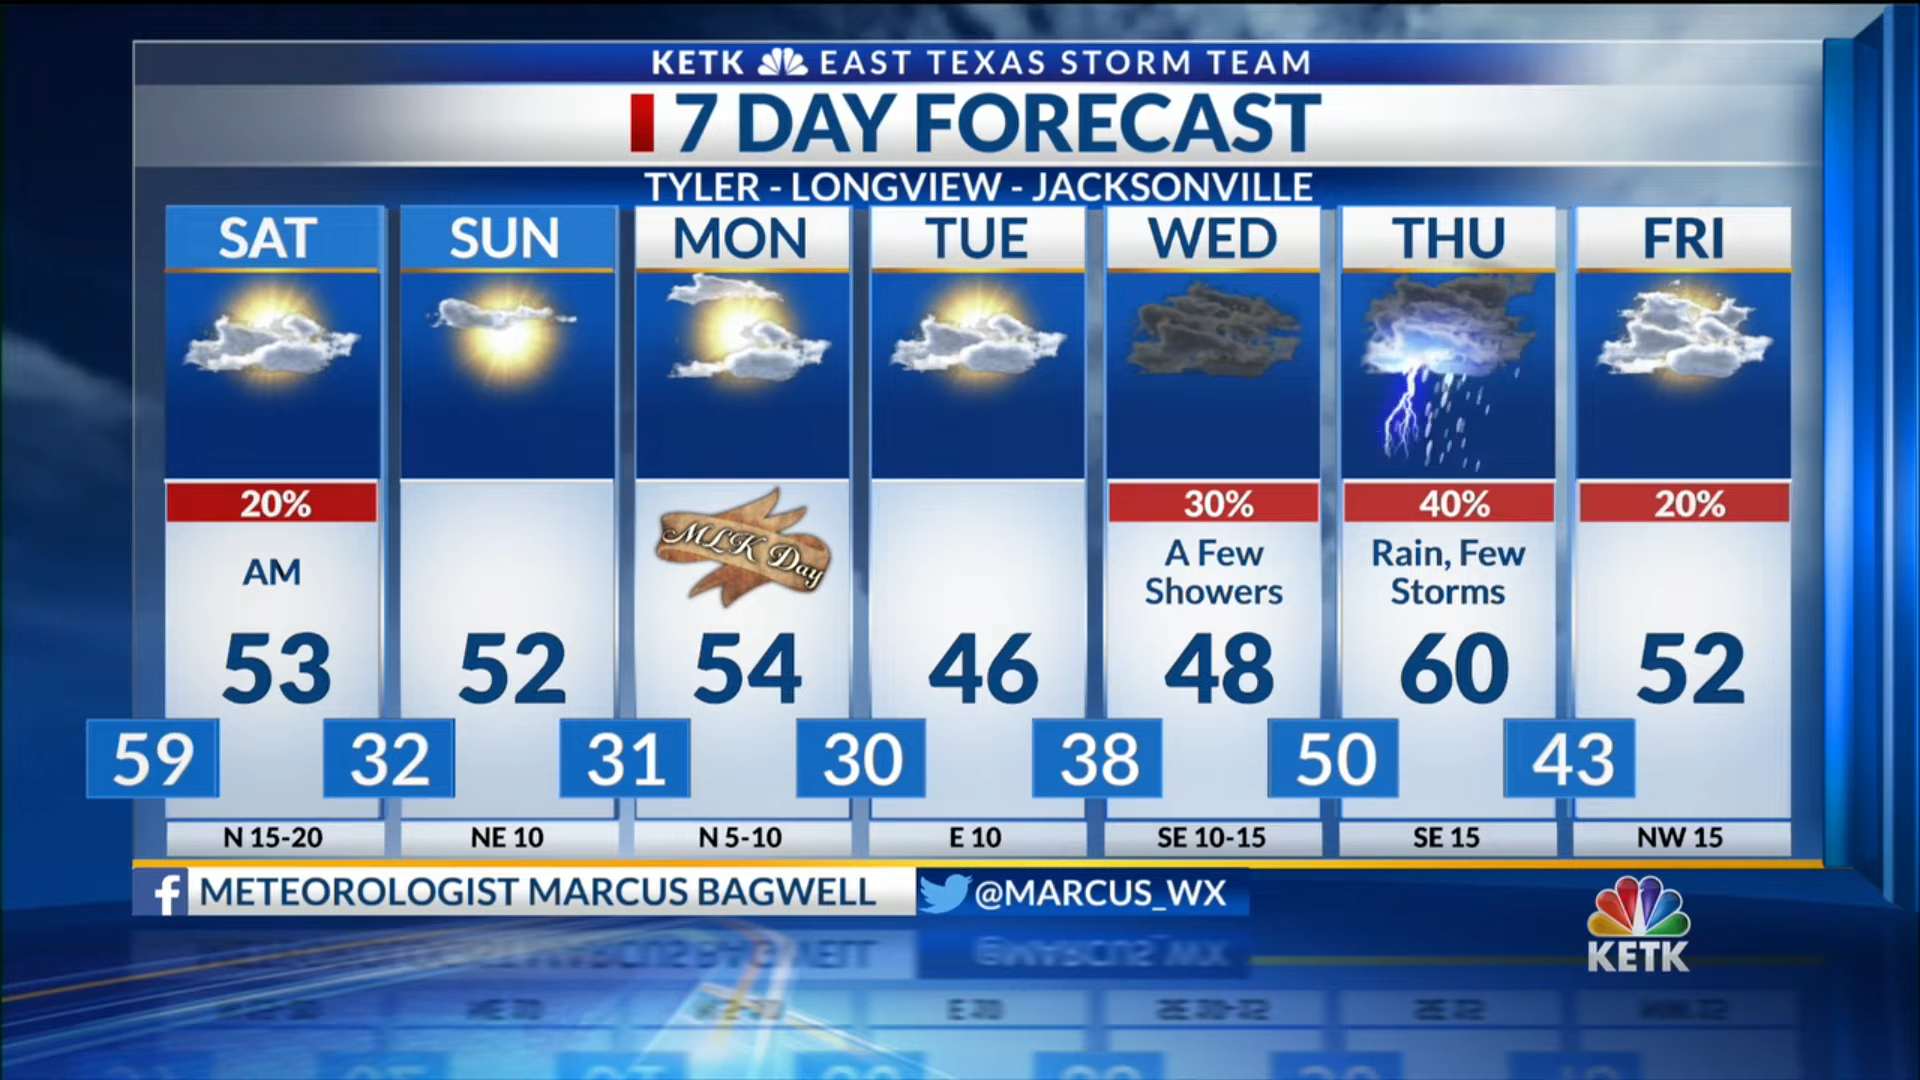 KETK EAST TEXAS STORM TEAM
7 DAY FORECAST
TYLER - LONGVIEW - JACKSONVILLE
SAT SUN MON TUE WED THU FRI
20% 30% 40% 20%
AM
MLK Day
A Few
Showers
Rain, Few
Storms
53 52 54 46 48 60 52
59 32 31 30 38 50 43
N 15-20 NE 10 N 5-10 E 10 SE 10-15 SE 15 NW 15
f METEOROLOGIST MARCUS BAGWELL @MARCUS_WX
KETK